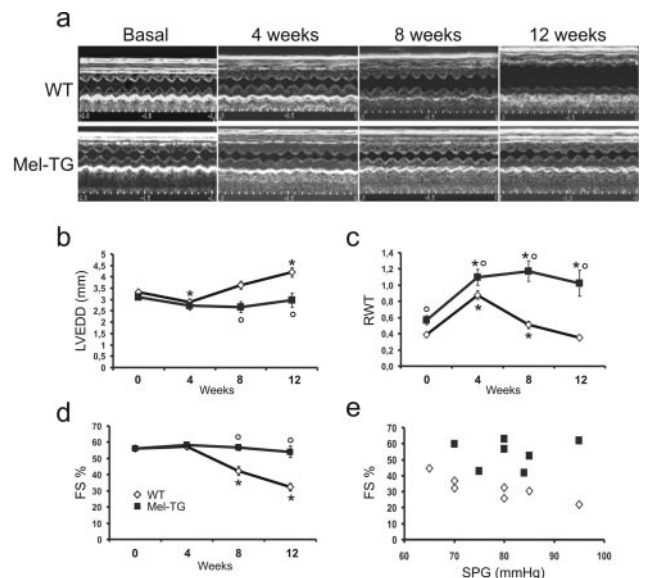 a
Basal 4 weeks 8 weeks 12 weeks
WT
Mel-TG
b
LVEDD (mm)
5
4,5
4
3,5
3
2,5
2
1,5
1
0,5
0
* *
° °
0 4 8 12
Weeks
c
RWT
1,4
1,2
1,0
0,8
0,6
0,4
0,2
0,0
° *° *° *°
* *
0 4 8 12
Weeks
d
FS %
70
60
50
40
30
20
10
0
° °
* *
WT
Mel-TG
0 4 8 12
Weeks
e
FS %
80
70
60
50
40
30
20
10
0
60 70 80 90 100
SPG (mmHg)